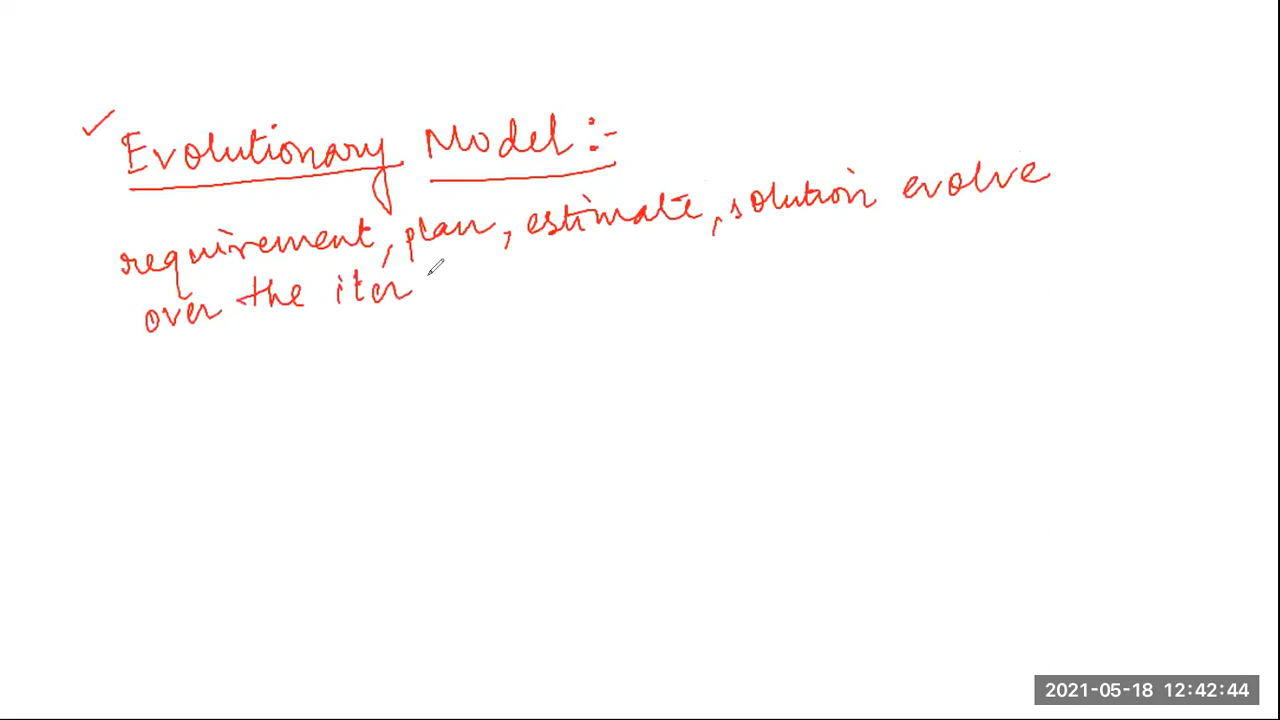 Evolutionary Model :-
requirement, plan, estimate, solution evolve
over the iter
2021-05-18 12:42:44